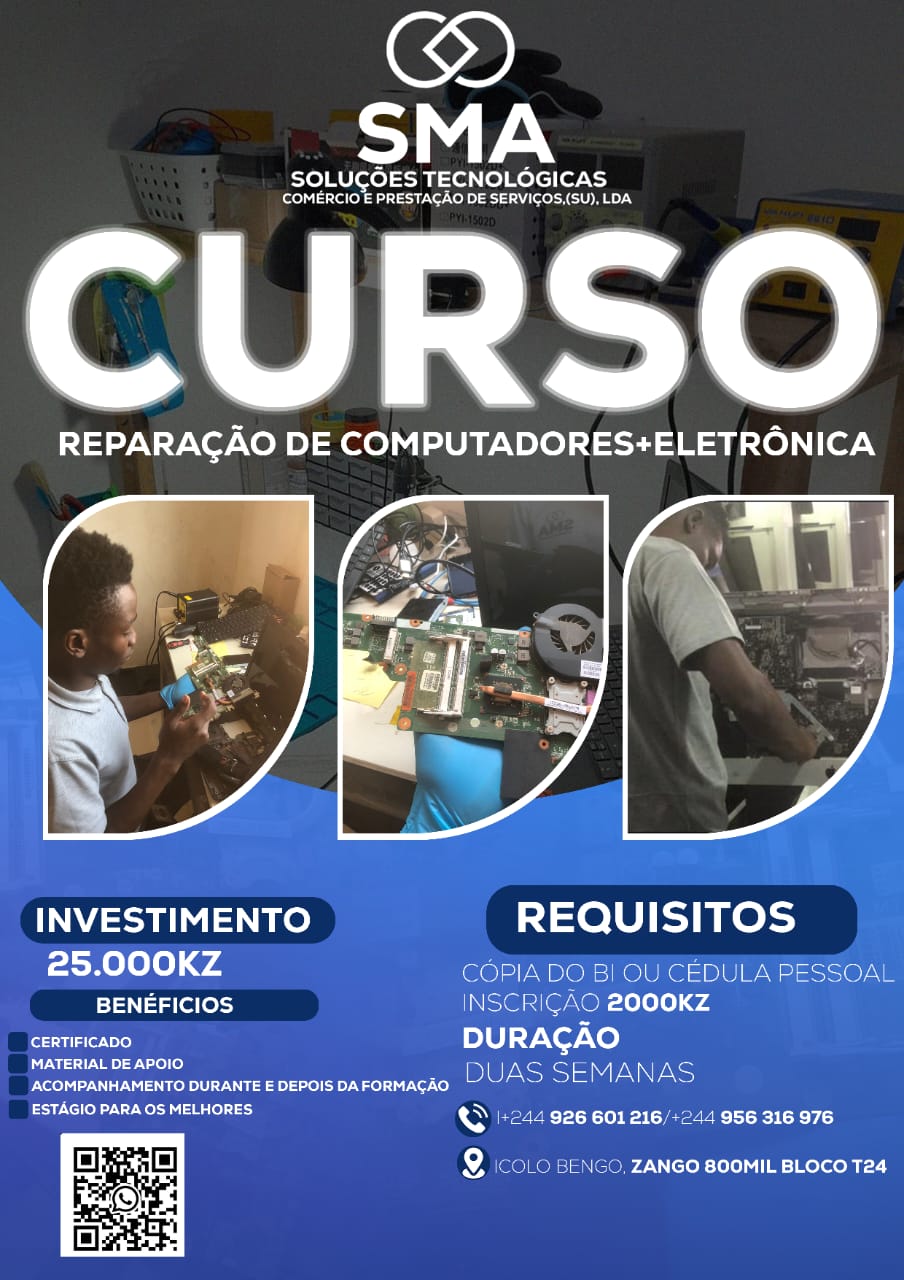 SMA
SOLUÇÕES TECNOLÓGICAS
COMÉRCIO E PRESTAÇÃO DE SERVIÇOS,(SU), LDA
PYI-1502D
CURSO
REPARAÇÃO DE COMPUTADORES+ELETRÔNICA
INVESTIMENTO
25.000KZ
BENÉFICIOS
CERTIFICADO
MATERIAL DE APOIO
ACOMPANHAMENTO DURANTE E DEPOIS DA FORMAÇÃO
ESTÁGIO PARA OS MELHORES
REQUISITOS
CÓPIA DO BI OU CÉDULA PESSOAL
INSCRIÇÃO 2000KZ
DURAÇÃO
DUAS SEMANAS
|+244 926 601 216/+244 956 316 976
ICOLO BENGO, ZANGO 800MIL BLOCO T24